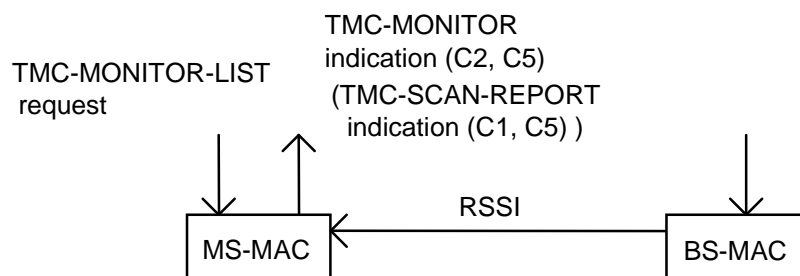 TMC-MONITOR-LIST
request
TMC-MONITOR
indication (C2, C5)
(TMC-SCAN-REPORT
indication (C1, C5) )
RSSI
MS-MAC
BS-MAC